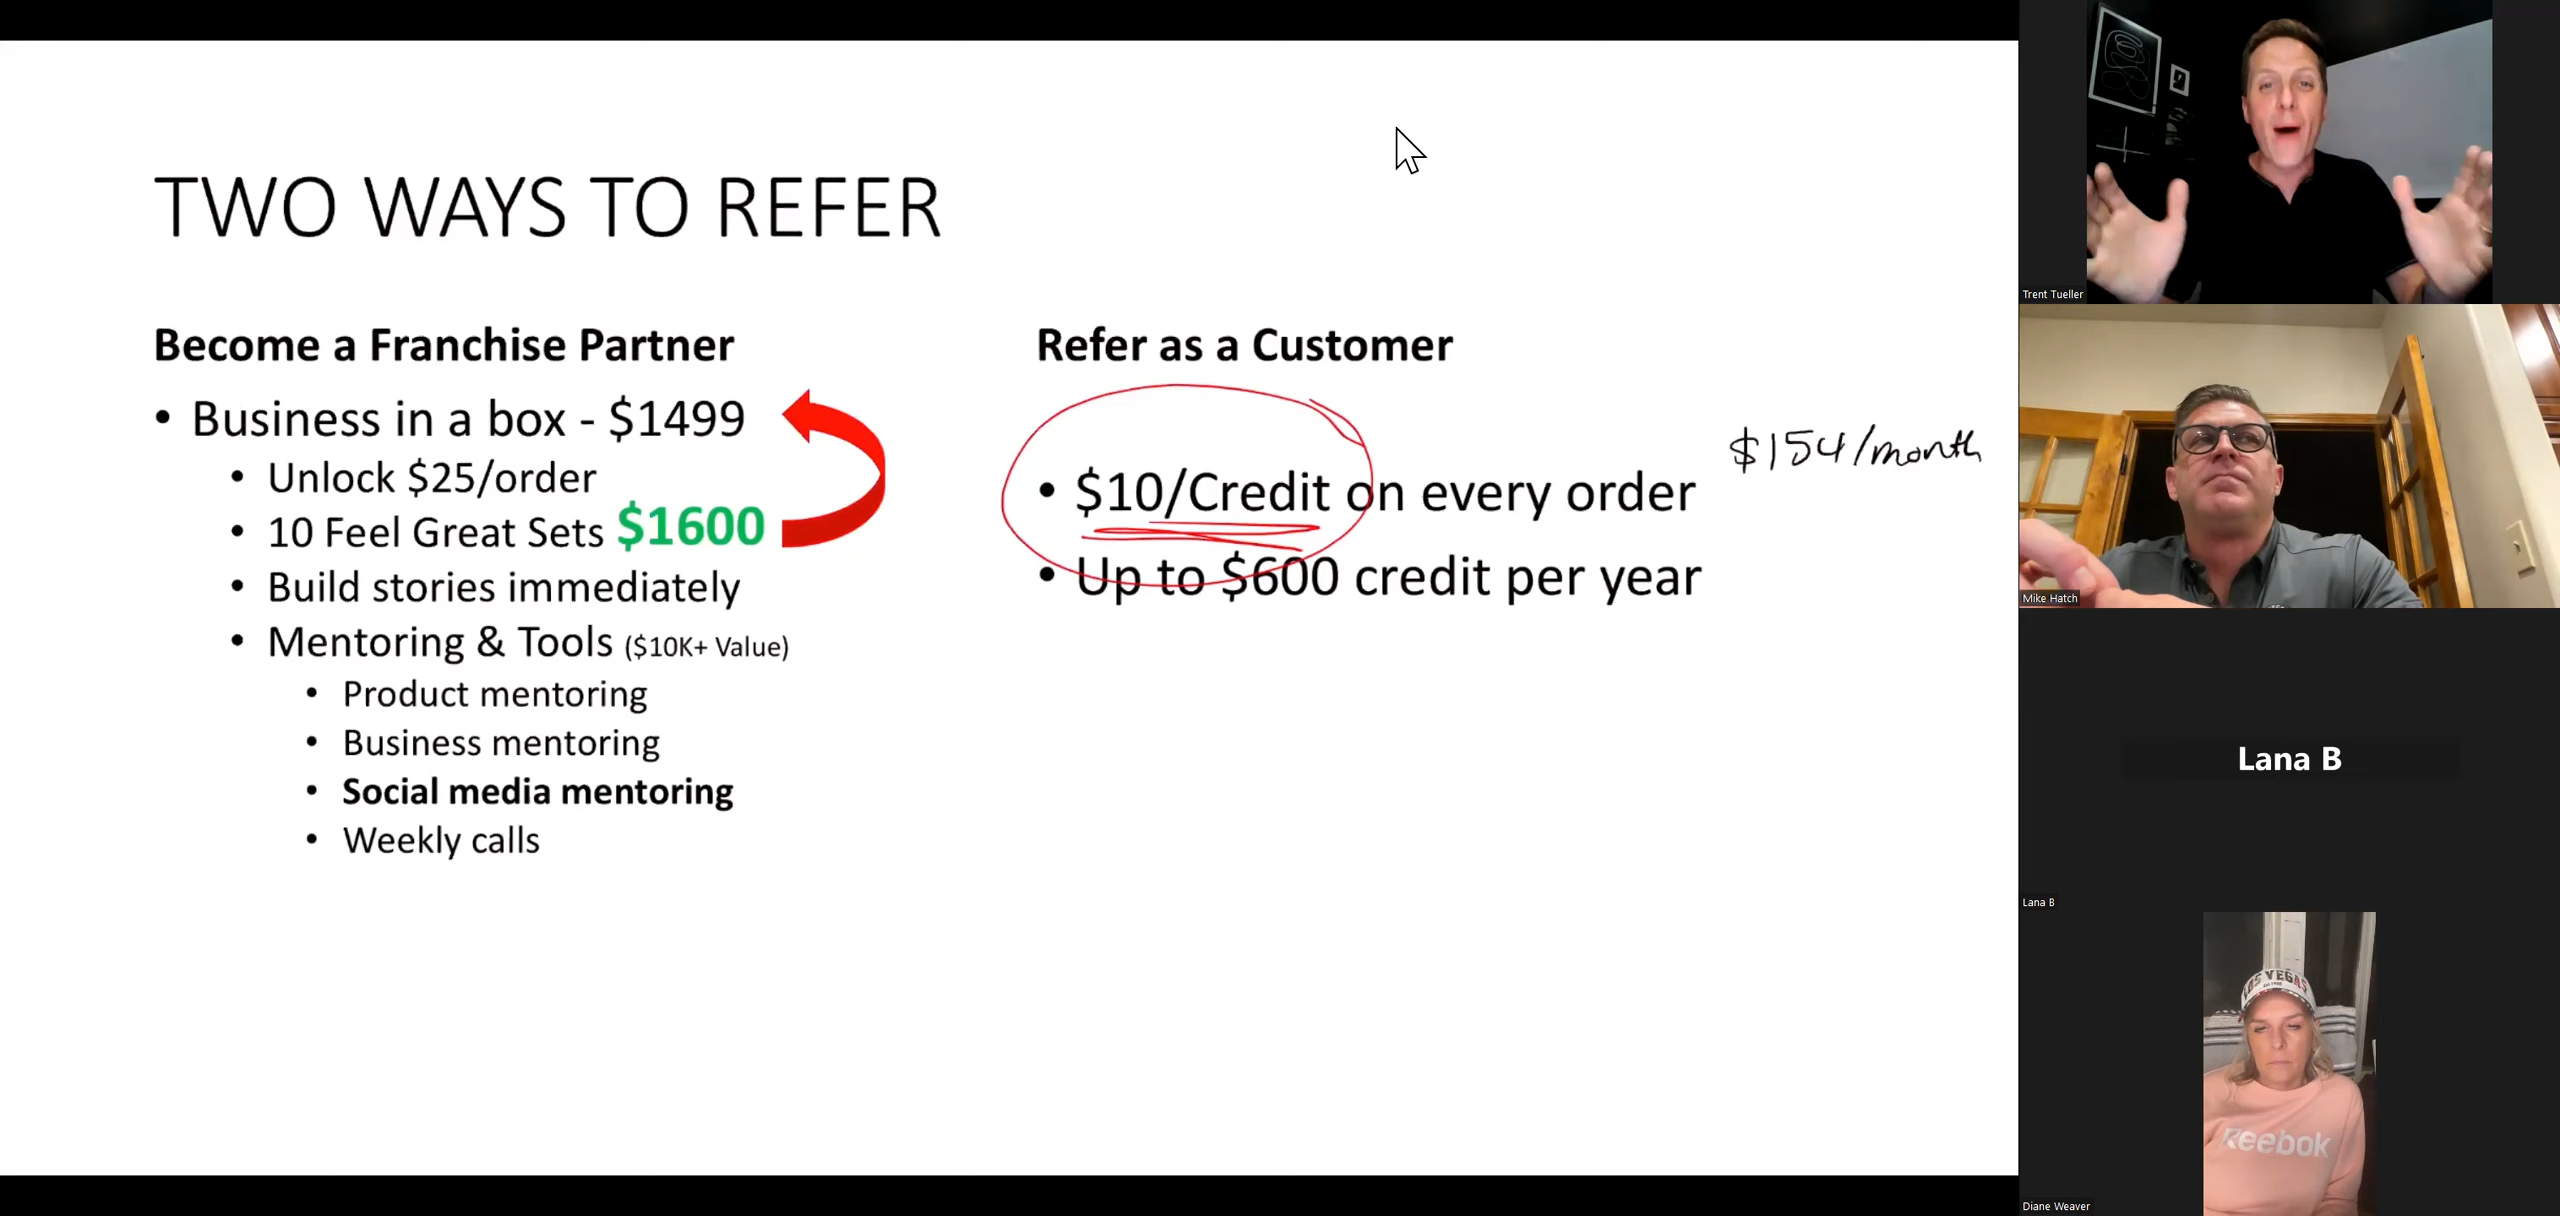 TWO WAYS TO REFER
Become a Franchise Partner
• Business in a box - $1499
• Unlock $25/order
• 10 Feel Great Sets $1600
• Build stories immediately
• Mentoring & Tools ($10K+ Value)
• Product mentoring
• Business mentoring
• Social media mentoring
• Weekly calls
Refer as a Customer
• $10/Credit on every order
• Up to $600 credit per year
$154/month
Trent Tueller
Mike Hatch
Lana B
Lana B
LAS VEGAS
Reebok
Diane Weaver